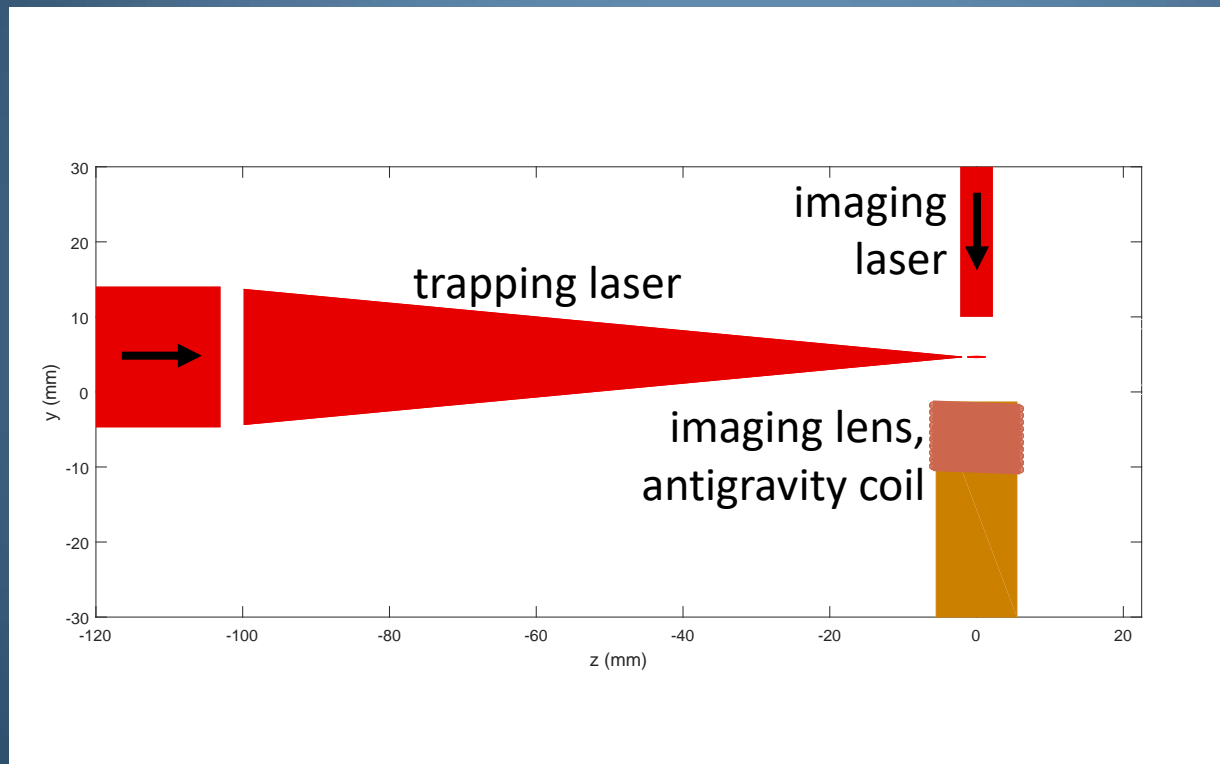 30
imaging
20
laser
trapping laser
10
y (mm)
0
imaging lens,
-10
antigravity coil
-20
-30
-120 -100 -80 -60 -40 -20 0 20
z (mm)